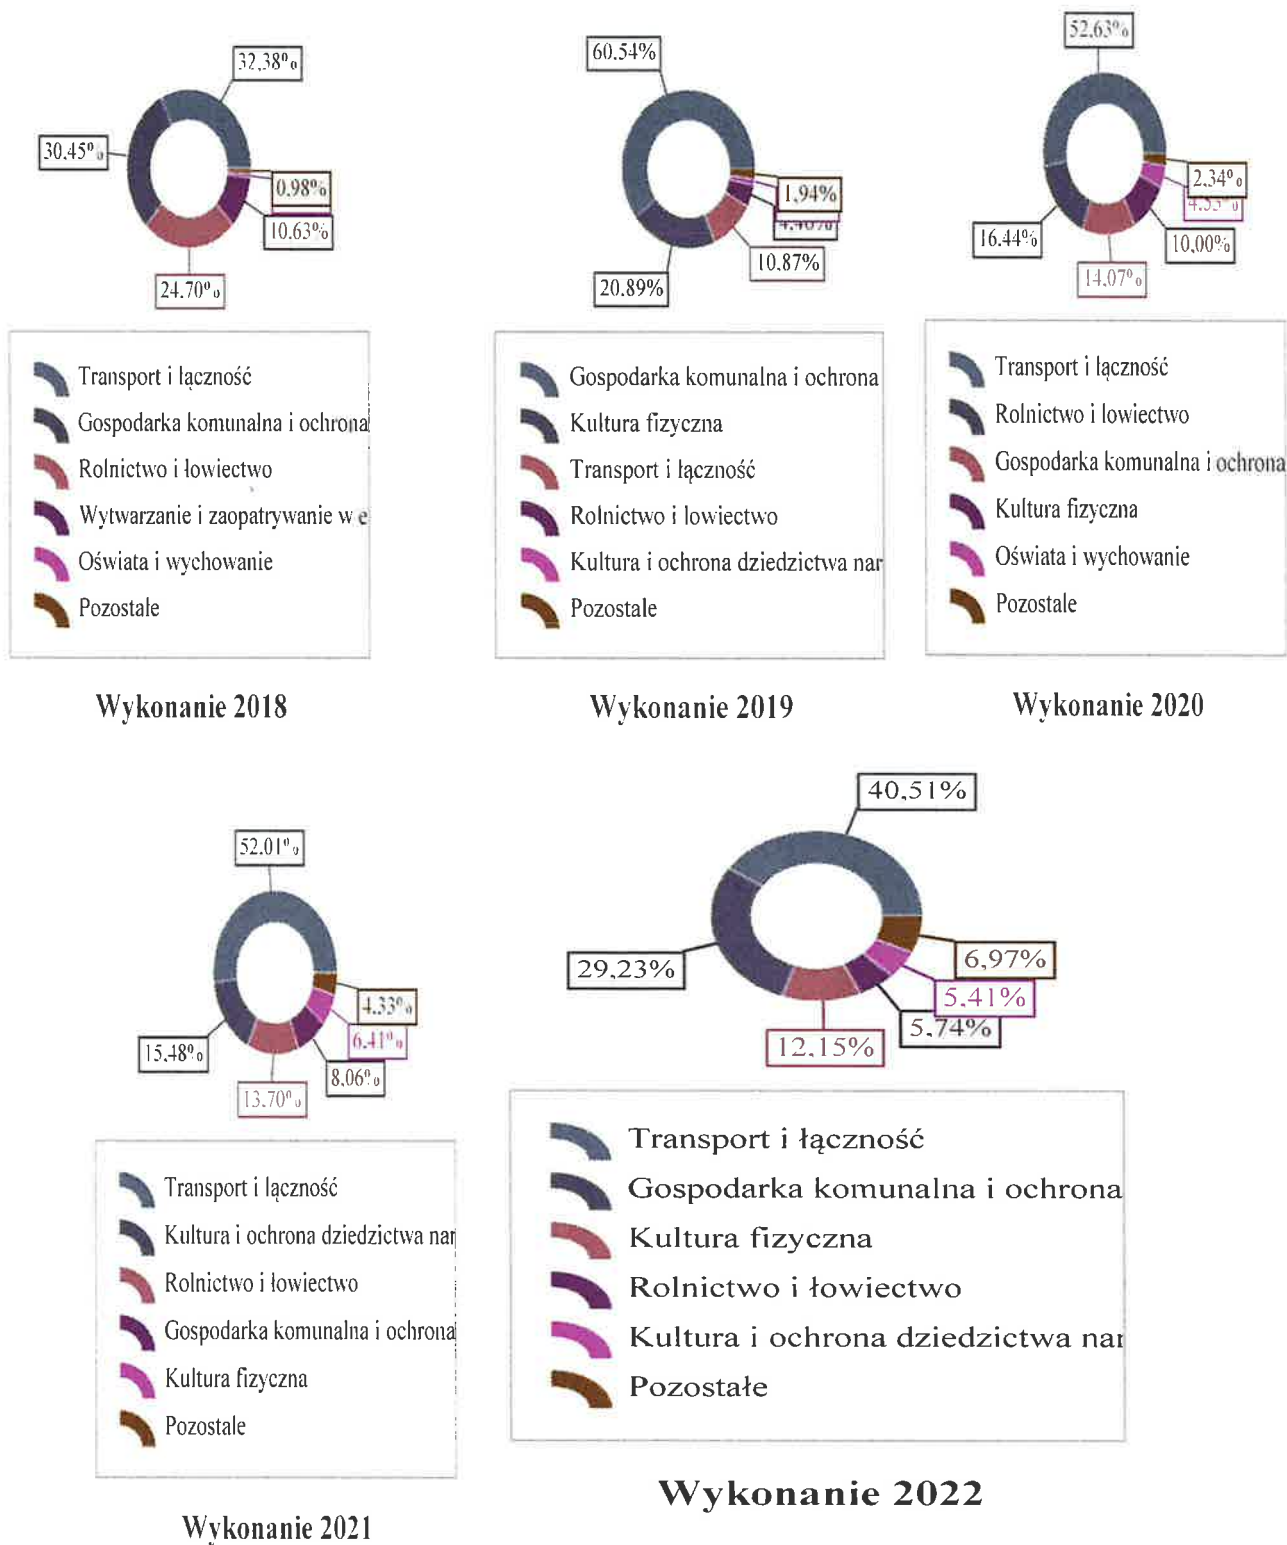 32,38%
30,45%
0,98%
10,63%
24,70%
Transport i łączność
Gospodarka komunalna i ochrona
Rolnictwo i łowiectwo
Wytwarzanie i zaopatrywanie w e
Oświata i wychowanie
Pozostałe
Wykonanie 2018
60,54%
1,94%
10,87%
20,89%
Gospodarka komunalna i ochrona
Kultura fizyczna
Transport i łączność
Rolnictwo i łowiectwo
Kultura i ochrona dziedzictwa nar
Pozostałe
Wykonanie 2019
52,63%
2,34%
16,44%
10,00%
14,07%
Transport i łączność
Rolnictwo i łowiectwo
Gospodarka komunalna i ochrona
Kultura fizyczna
Oświata i wychowanie
Pozostałe
Wykonanie 2020
52,01%
4,33%
6,41%
15,48%
8,06%
13,70%
Transport i łączność
Kultura i ochrona dziedzictwa nar
Rolnictwo i łowiectwo
Gospodarka komunalna i ochrona
Kultura fizyczna
Pozostałe
Wykonanie 2021
40,51%
29,23%
6,97%
5,41%
5,74%
12,15%
Transport i łączność
Gospodarka komunalna i ochrona
Kultura fizyczna
Rolnictwo i łowiectwo
Kultura i ochrona dziedzictwa nar
Pozostałe
Wykonanie 2022